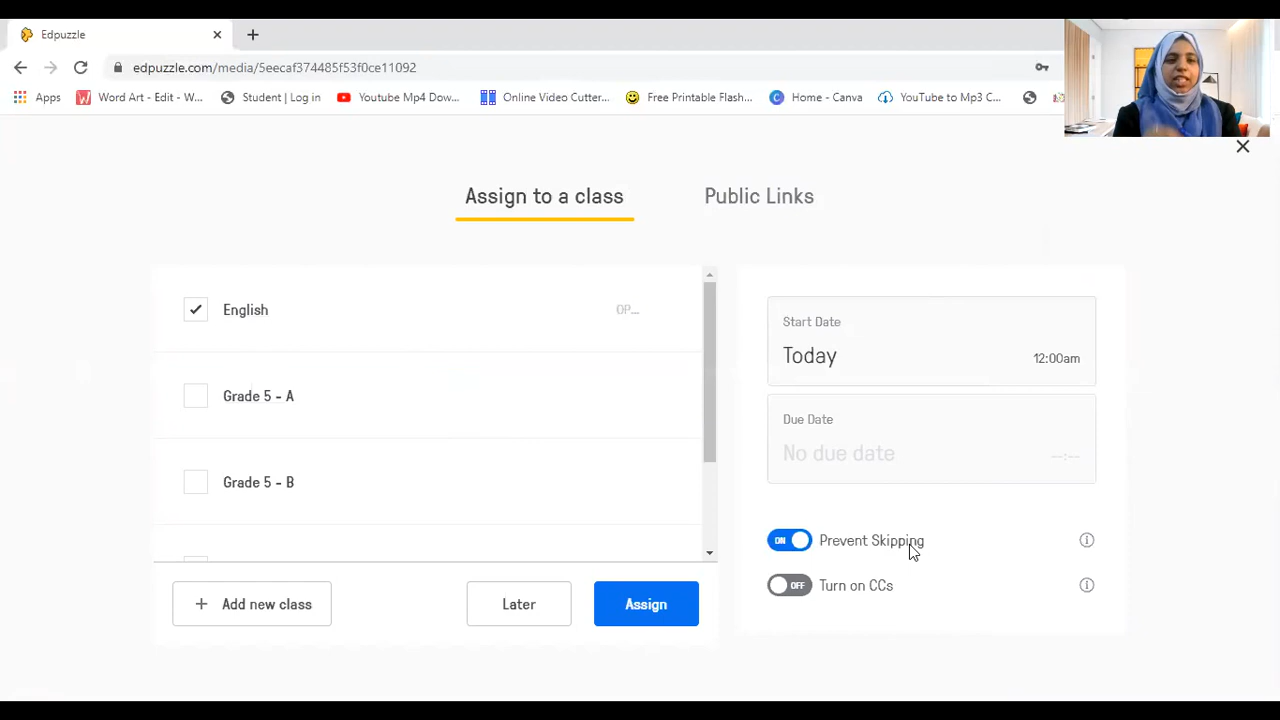 Edpuzzle
edpuzzle.com/media/5eecaf374485f53f0ce11092
Apps Word Art - Edit - W... Student | Log in Youtube Mp4 Dow... Online Video Cutter... Free Printable Flash... Home - Canva YouTube to Mp3 C...
Assign to a class Public Links
English OP...
Grade 5 - A
Grade 5 - B
+ Add new class Later Assign
Start Date
Today 12:00am
Due Date
No due date --:--
ON Prevent Skipping
OFF Turn on CCs